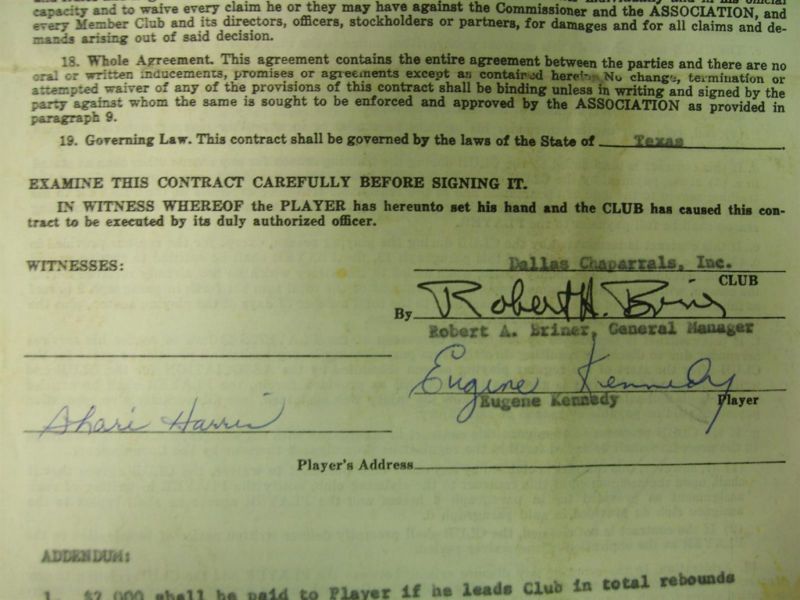 capacity and to waive every claim he or they may have against the Commissioner and the ASSOCIATION, and
every Member Club and its directors, officers, stockholders or partners, for damages and for all claims and de-
mands arising out of said decision.
18. Whole Agreement. This agreement contains the entire agreement between the parties and there are no
oral or written inducements, promises or agreements except as contained herein. No change, termination or
attempted waiver of any of the provisions of this contract shall be binding unless in writing and signed by the
party against whom the same is sought to be enforced and approved by the ASSOCIATION as provided in
paragraph 9.
19. Governing Law. This contract shall be governed by the laws of the State of Texas.
EXAMINE THIS CONTRACT CAREFULLY BEFORE SIGNING IT.
IN WITNESS WHEREOF the PLAYER has hereunto set his hand and the CLUB has caused this con-
tract to be executed by its duly authorized officer.
WITNESSES:
Dallas Chaparrals, Inc.
CLUB
By Robert A. Briner
Robert A. Briner, General Manager
Eugene Kennedy
Eugene Kennedy Player
Shari Harris
Player's Address
ADDENDUM:
1. $7,000 shall be paid to Player if he leads Club in total rebounds